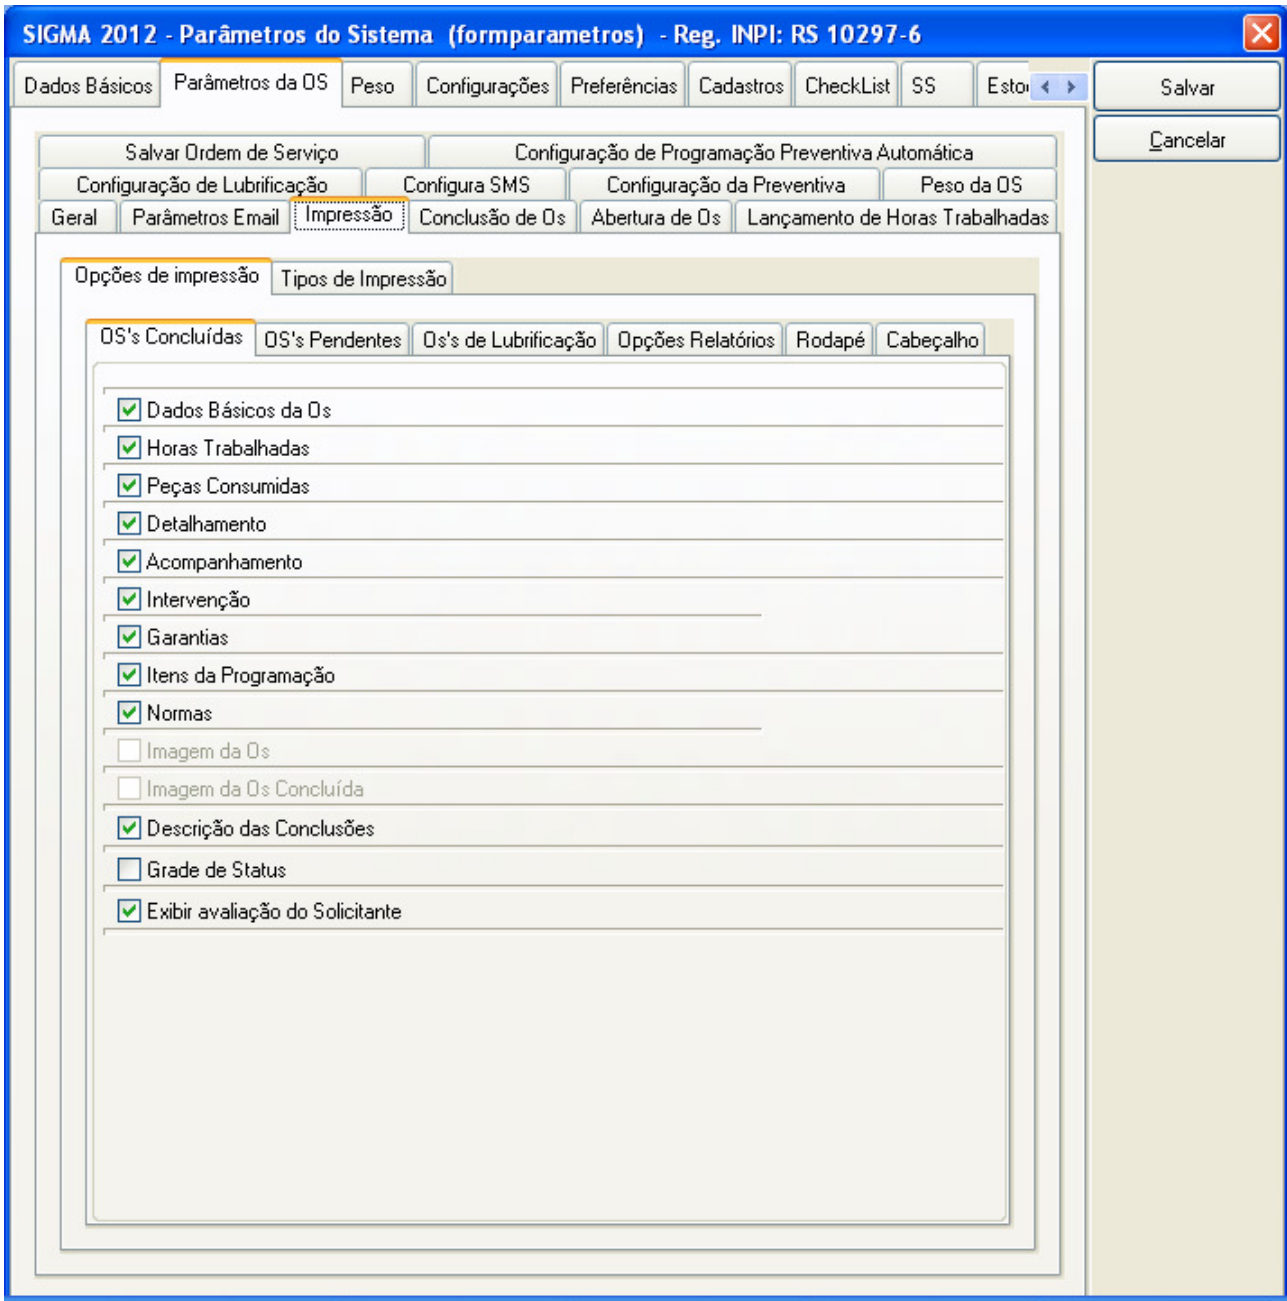 SIGMA 2012 - Parâmetros do Sistema (formparametros) - Reg. INPI: RS 10297-6
Dados Básicos Parâmetros da OS Peso Configurações Preferências Cadastros CheckList SS Esto
Salvar
Cancelar
Salvar Ordem de Serviço Configuração de Programação Preventiva Automática
Configuração de Lubrificação Configura SMS Configuração da Preventiva Peso da OS
Geral Parâmetros Email Impressão Conclusão de Os Abertura de Os Lançamento de Horas Trabalhadas
Opções de impressão Tipos de Impressão
OS's Concluídas OS's Pendentes Os's de Lubrificação Opções Relatórios Rodapé Cabeçalho
Dados Básicos da Os
Horas Trabalhadas
Peças Consumidas
Detalhamento
Acompanhamento
Intervenção
Garantias
Itens da Programação
Normas
Imagem da Os
Imagem da Os Concluída
Descrição das Conclusões
Grade de Status
Exibir avaliação do Solicitante